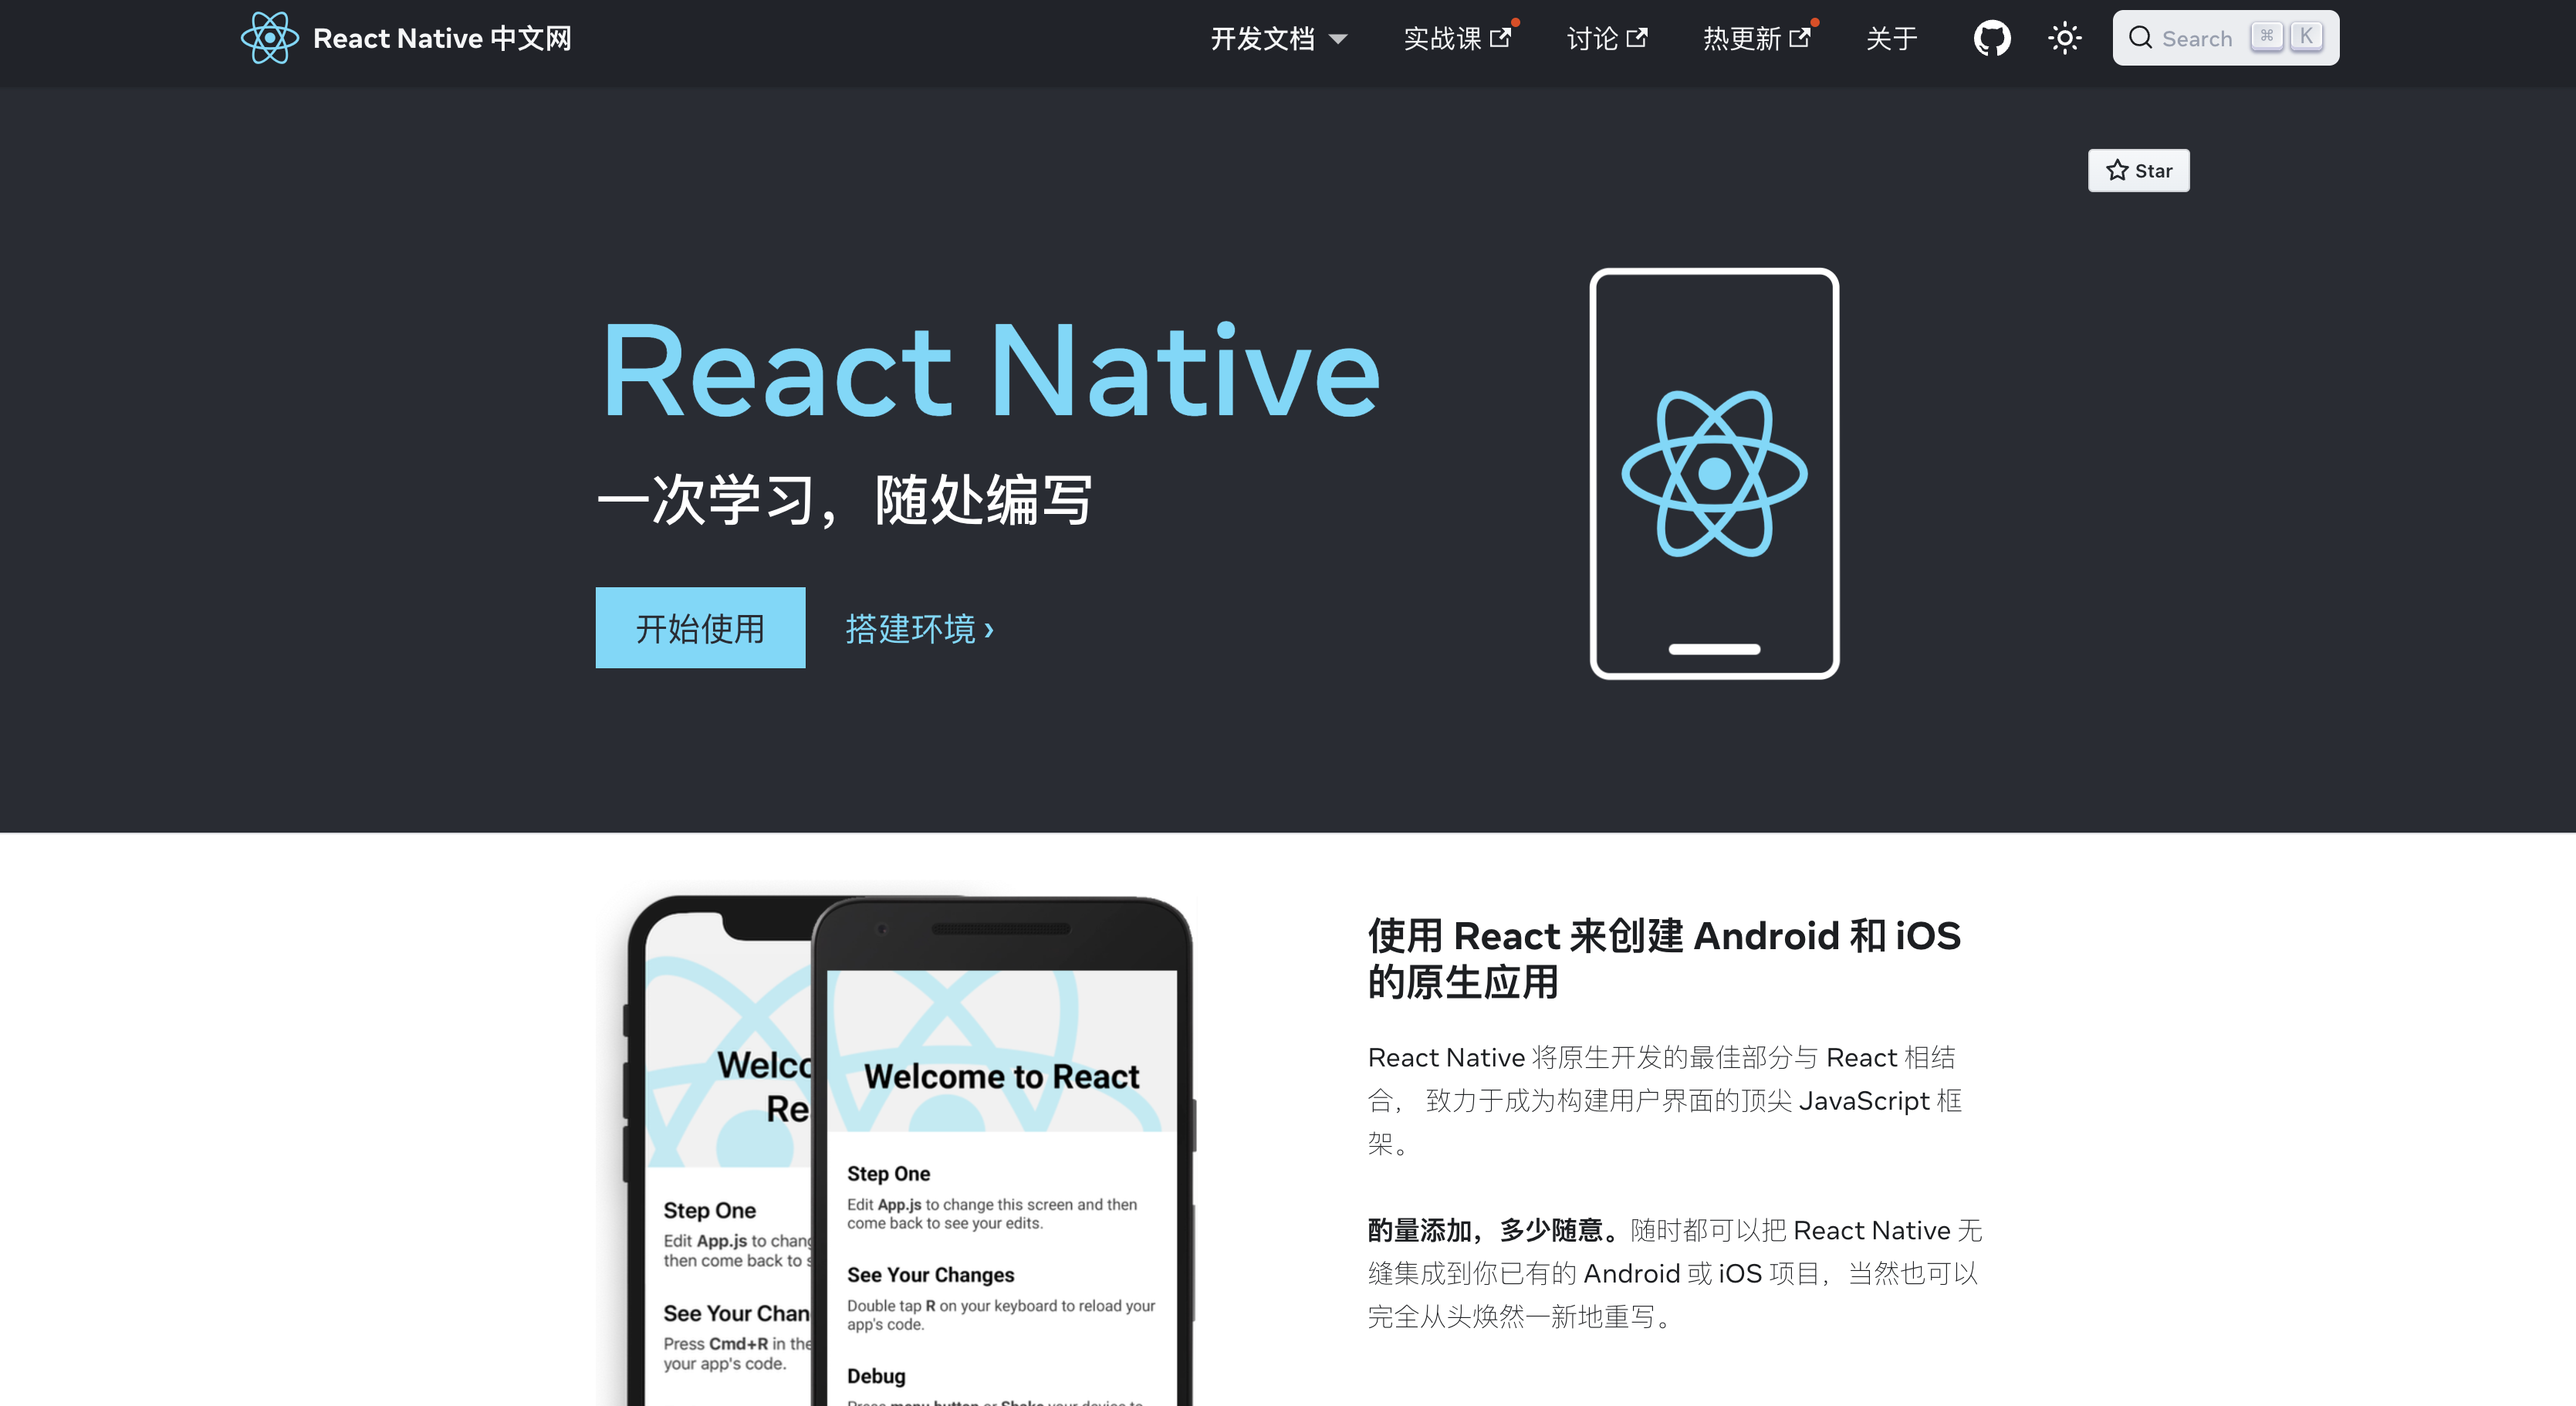 React Native 中文网
开发文档
实战课
讨论
热更新
关于
Search ⌘ K
Star
React Native
一次学习，随处编写
开始使用
搭建环境 ›
使用 React 来创建 Android 和 iOS
的原生应用
React Native 将原生开发的最佳部分与 React 相结
合， 致力于成为构建用户界面的顶尖 JavaScript 框
架。
酌量添加，多少随意。随时都可以把 React Native 无
缝集成到你已有的 Android 或 iOS 项目，当然也可以
完全从头焕然一新地重写。
Welco
Re
Step One
Edit App.js to chang
then come back to s
See Your Chan
Press Cmd+R in the
your app's code.
Welcome to React
Step One
Edit App.js to change this screen and then
come back to see your edits.
See Your Changes
Double tap R on your keyboard to reload your
app's code.
Debug
Press menu button or Shake your device to